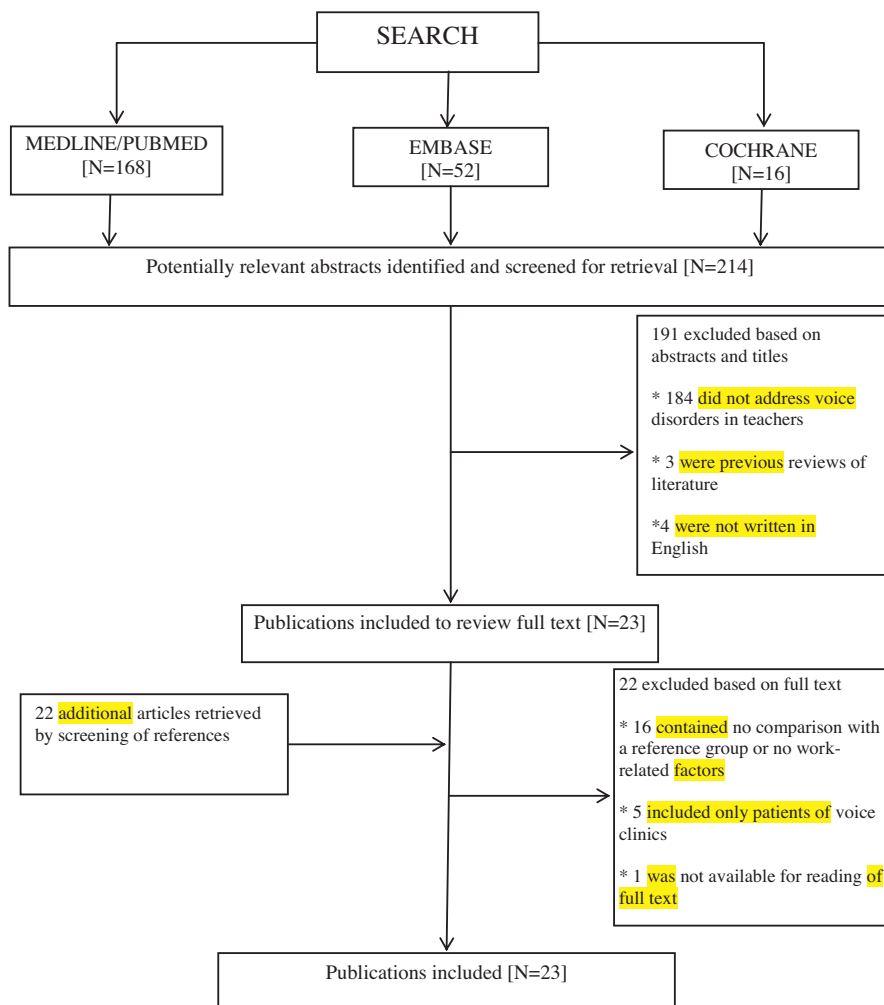 SEARCH
MEDLINE/PUBMED
[N=168]
EMBASE
[N=52]
COCHRANE
[N=16]
Potentially relevant abstracts identified and screened for retrieval [N=214]
191 excluded based on
abstracts and titles
* 184 did not address voice
disorders in teachers
* 3 were previous reviews of
literature
*4 were not written in
English
Publications included to review full text [N=23]
22 additional articles retrieved
by screening of references
22 excluded based on full text
* 16 contained no comparison with
a reference group or no work-
related factors
* 5 included only patients of voice
clinics
* 1 was not available for reading of
full text
Publications included [N=23]